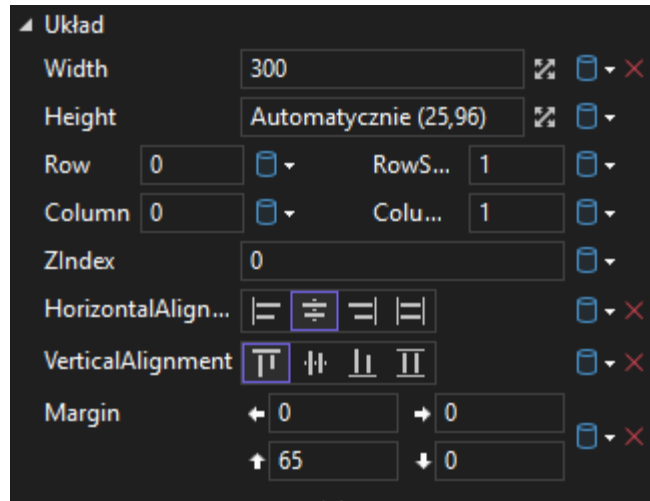 Układ
Width 300
Height Automatycznie (25,96)
Row 0 RowS... 1
Column 0 Colu... 1
ZIndex 0
HorizontalAlign...
VerticalAlignment
Margin 0 0
65 0